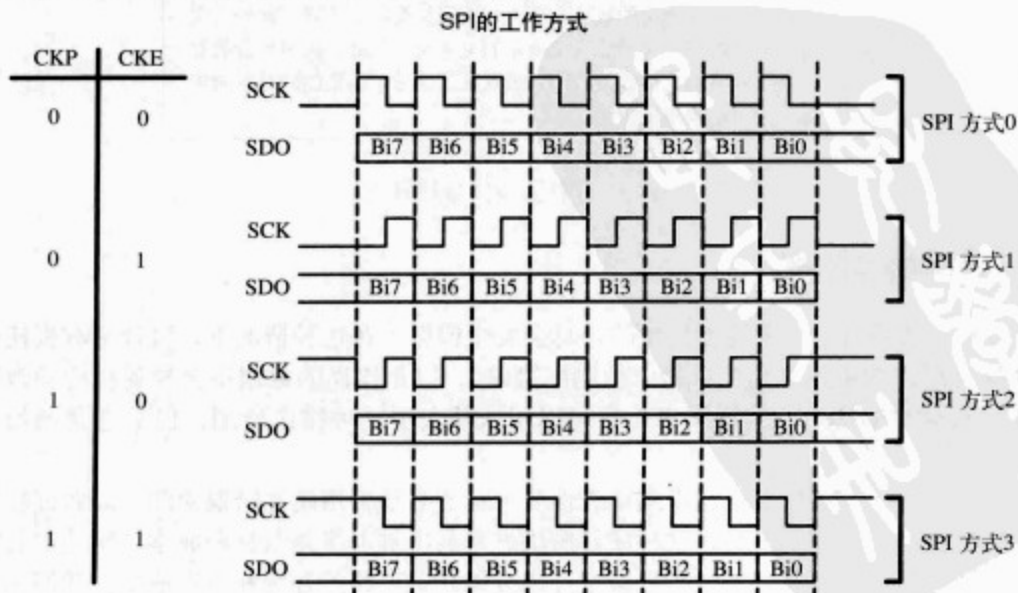 SPI的工作方式
CKP CKE
SCK
0 0
SDO Bi7 Bi6 Bi5 Bi4 Bi3 Bi2 Bi1 Bi0
SPI 方式0
SCK
0 1
SDO Bi7 Bi6 Bi5 Bi4 Bi3 Bi2 Bi1 Bi0
SPI 方式1
SCK
1 0
SDO Bi7 Bi6 Bi5 Bi4 Bi3 Bi2 Bi1 Bi0
SPI 方式2
SCK
1 1
SDO Bi7 Bi6 Bi5 Bi4 Bi3 Bi2 Bi1 Bi0
SPI 方式3